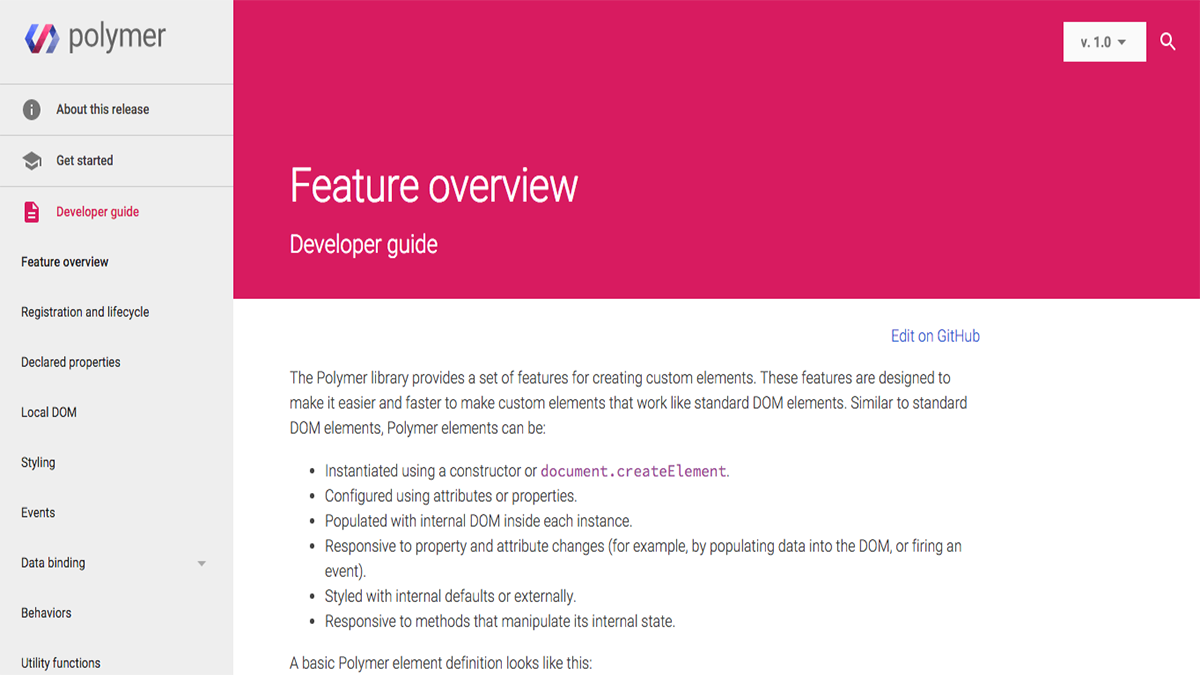 polymer
About this release
Get started
Developer guide
Feature overview
Registration and lifecycle
Declared properties
Local DOM
Styling
Events
Data binding
Behaviors
Utility functions
v. 1.0
Feature overview
Developer guide
Edit on GitHub
The Polymer library provides a set of features for creating custom elements. These features are designed to
make it easier and faster to make custom elements that work like standard DOM elements. Similar to standard
DOM elements, Polymer elements can be:
• Instantiated using a constructor or document.createElement.
• Configured using attributes or properties.
• Populated with internal DOM inside each instance.
• Responsive to property and attribute changes (for example, by populating data into the DOM, or firing an
event).
• Styled with internal defaults or externally.
• Responsive to methods that manipulate its internal state.
A basic Polymer element definition looks like this: